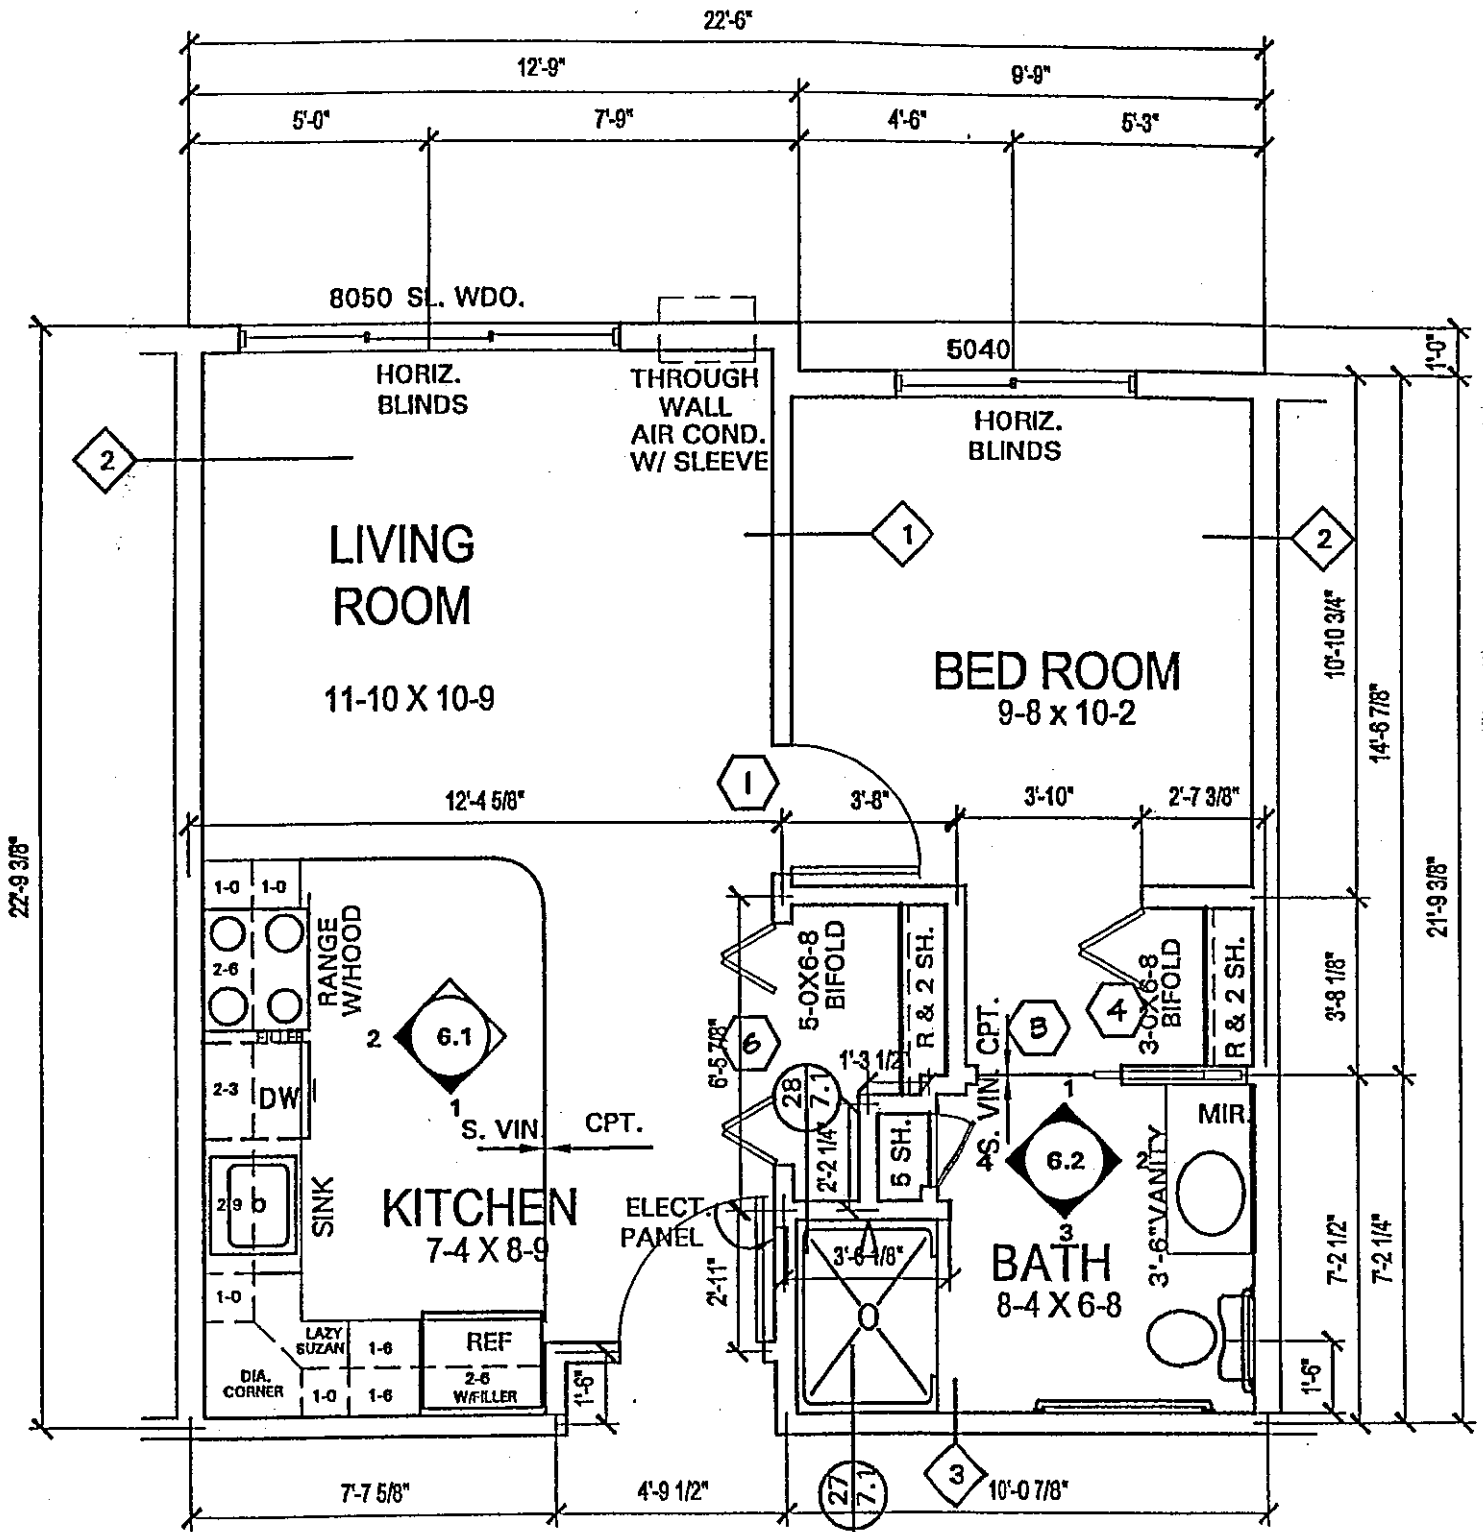 22'-6"
12'-9"
9'-9"
5'-0"
7'-9"
4'-6"
5'-3"
8050 SL. WDO.
5040
1'-0"
HORIZ.
BLINDS
THROUGH
WALL
AIR COND.
W/ SLEEVE
HORIZ.
BLINDS
2
1
2
LIVING
ROOM
11-10 X 10-9
BED ROOM
9-8 x 10-2
10'-10 3/4"
14'-6 7/8"
21'-9 3/8"
22'-9 3/8"
1
12'-4 5/8"
3'-8"
3'-10"
2'-7 3/8"
1-0
1-0
2-6
RANGE
W/HOOD
FILLER
6.1
2
1
2-3
DW
S. VIN
CPT.
2 9
SINK
KITCHEN
7-4 X 8-9
1-0
LAZY
SUZAN
1-6
DIA.
CORNER
1-0
1-6
REF
2-6
W/FILLER
1'-6"
ELECT.
PANEL
2'-11"
6'-5 7/8"
6
5-0X6-8
BIFOLD
R & 2 SH.
1'-3 1/2"
28
7.1
2'-2 1/4"
5 SH.
3'-6 1/8"
S. VIN.
CPT.
3
4
3-0X6-8
BIFOLD
R & 2 SH.
3'-8 1/8"
MIR.
1
6.2
2
3
4
3'-6"VANITY
BATH
8-4 X 6-8
7'-2 1/2"
7'-2 1/4"
1'-6"
3
27
7.1
7'-7 5/8"
4'-9 1/2"
10'-0 7/8"